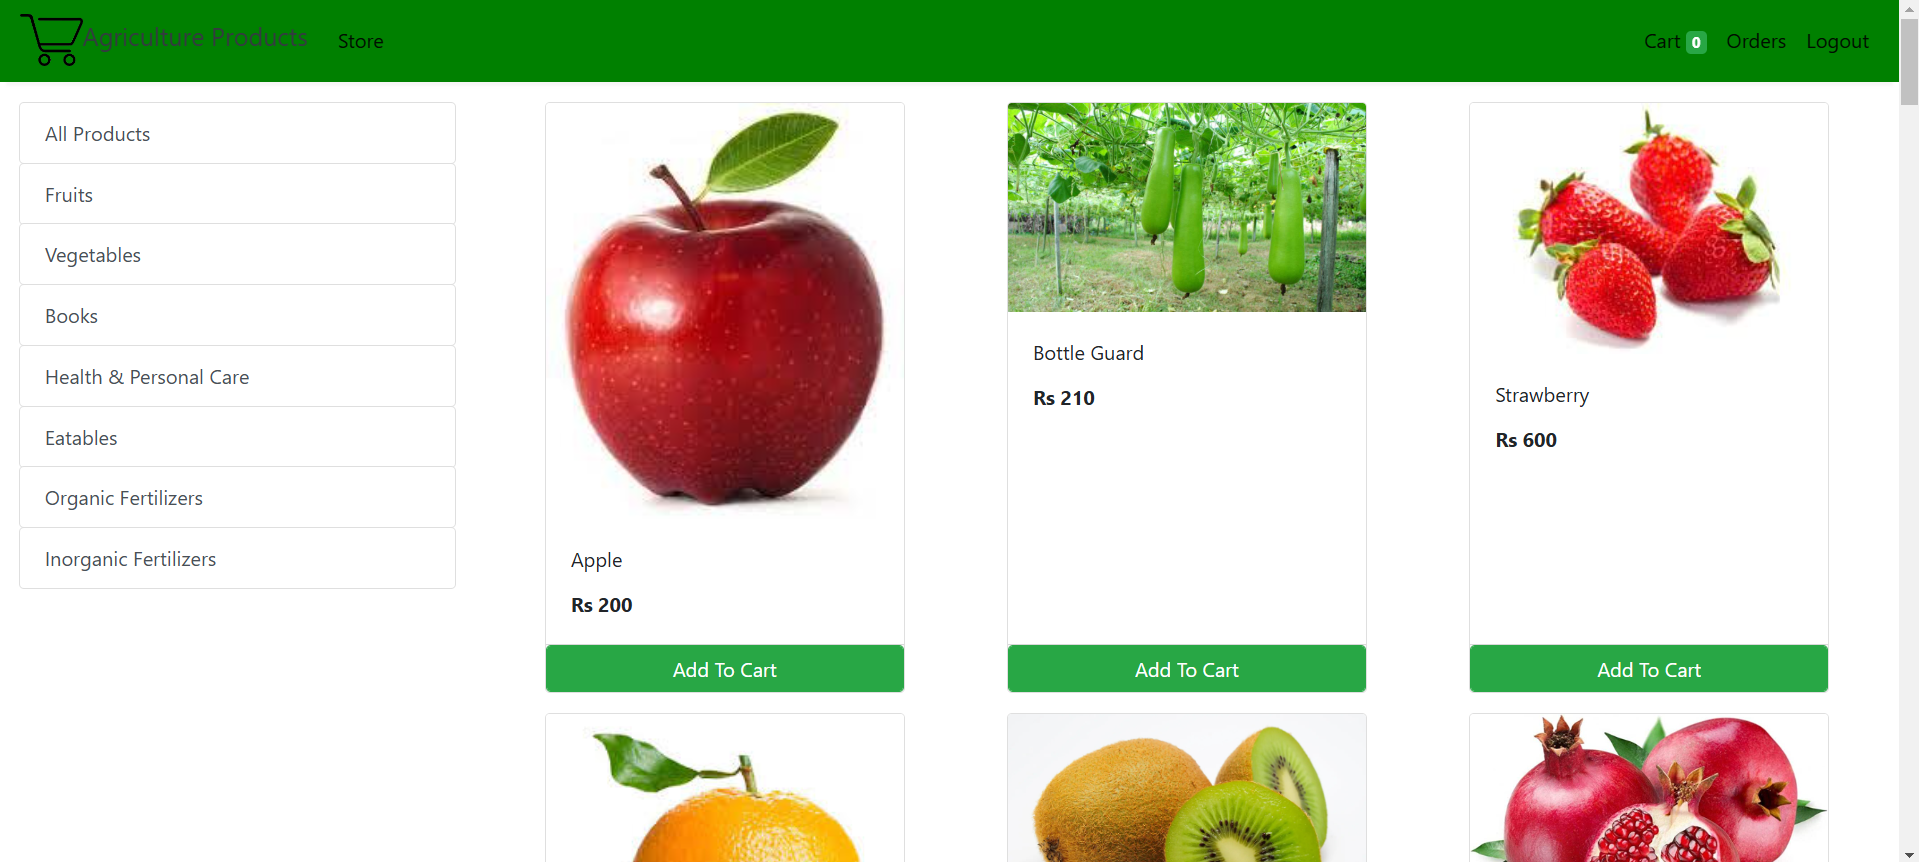 Agriculture Products
Store
Cart 0
Orders
Logout
All Products
Fruits
Vegetables
Books
Health & Personal Care
Eatables
Organic Fertilizers
Inorganic Fertilizers
Apple
Rs 200
Add To Cart
Bottle Guard
Rs 210
Add To Cart
Strawberry
Rs 600
Add To Cart